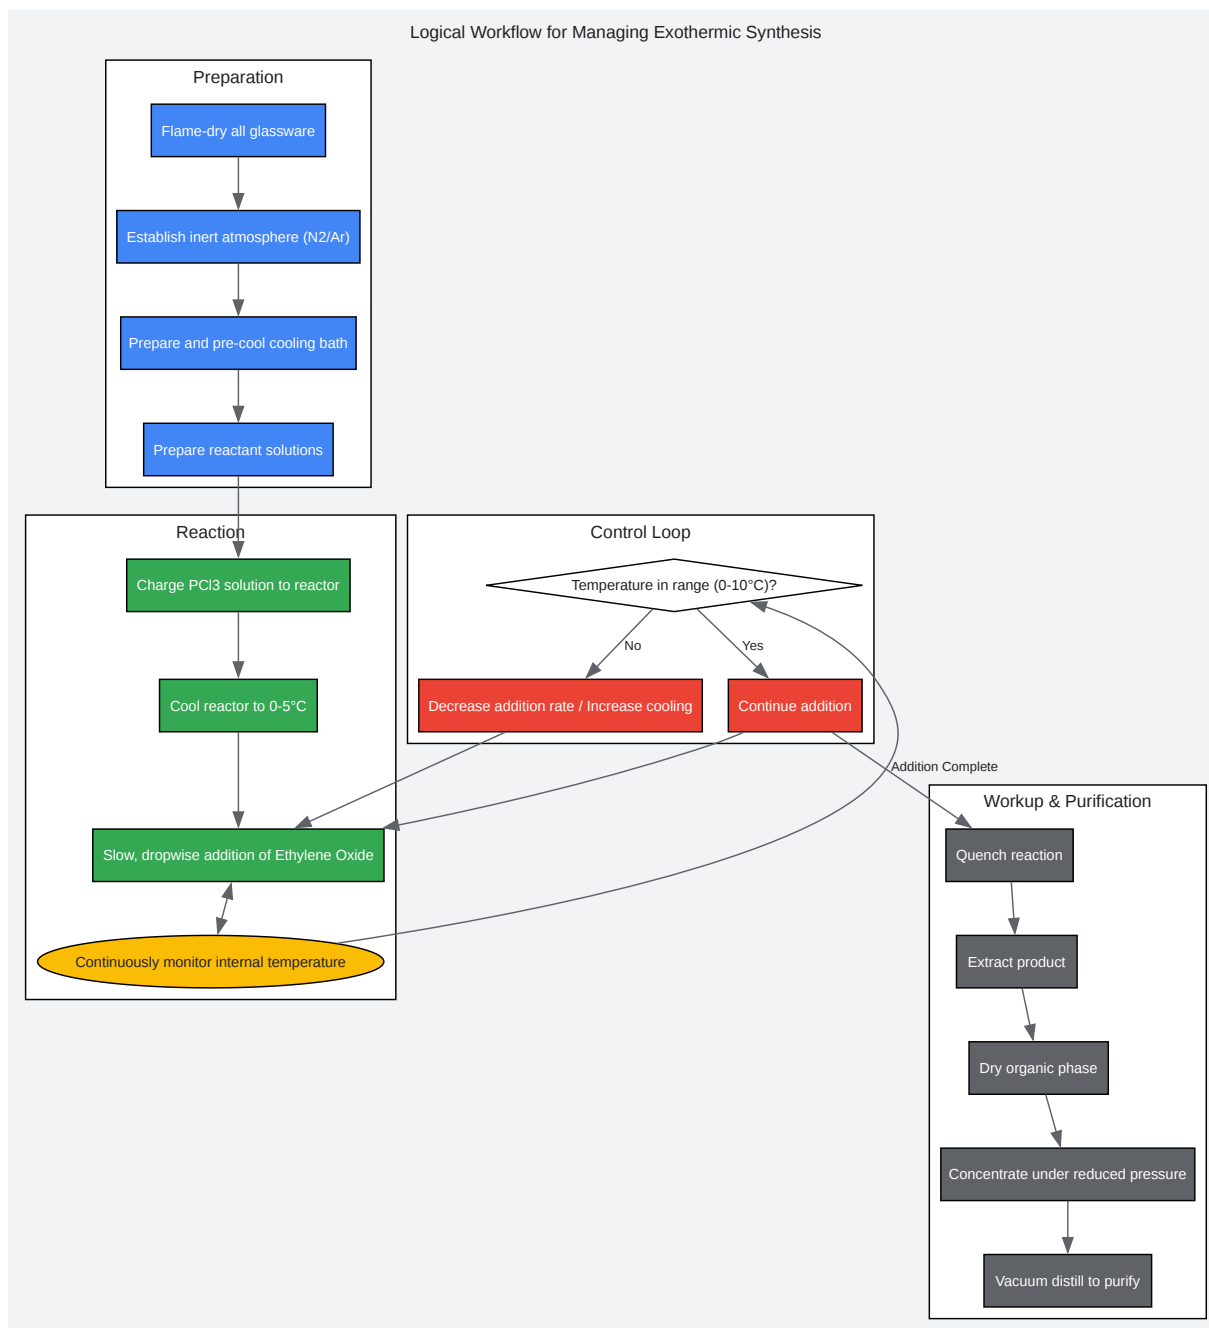 Logical Workflow for Managing Exothermic Synthesis
Preparation
Flame-dry all glassware
Establish inert atmosphere (N2/Ar)
Prepare and pre-cool cooling bath
Prepare reactant solutions
Reaction
Charge PCl3 solution to reactor
Cool reactor to 0-5°C
Slow, dropwise addition of Ethylene Oxide
Continuously monitor internal temperature
Control Loop
Temperature in range (0-10°C)?
No
Yes
Decrease addition rate / Increase cooling
Continue addition
Addition Complete
Workup & Purification
Quench reaction
Extract product
Dry organic phase
Concentrate under reduced pressure
Vacuum distill to purify